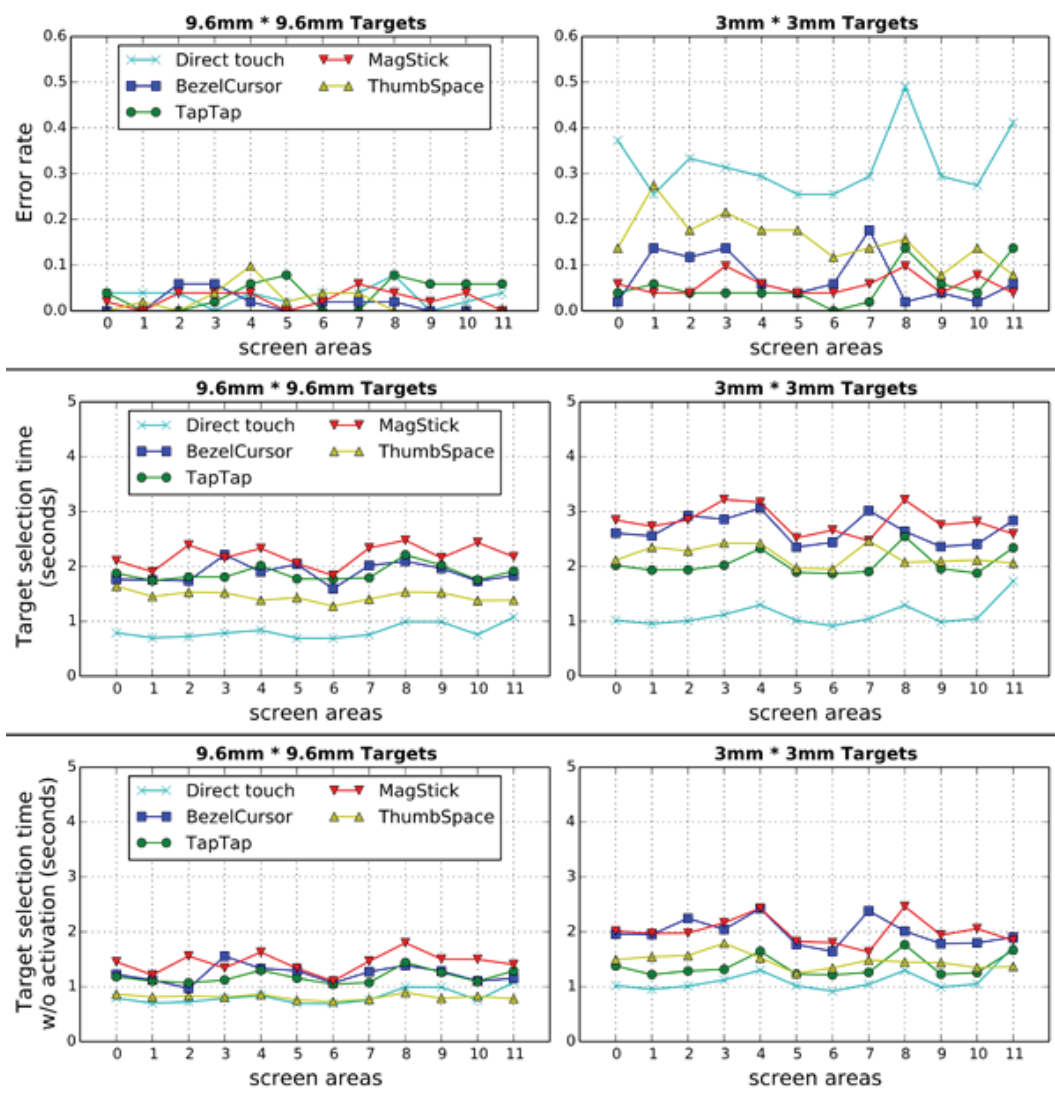 9.6mm * 9.6mm Targets
3mm * 3mm Targets
Error rate
0.6
0.5
0.4
0.3
0.2
0.1
0.0
Direct touch
BezelCursor
TapTap
MagStick
ThumbSpace
0 1 2 3 4 5 6 7 8 9 10 11
screen areas
0.6
0.5
0.4
0.3
0.2
0.1
0.0
0 1 2 3 4 5 6 7 8 9 10 11
screen areas
9.6mm * 9.6mm Targets
3mm * 3mm Targets
Target selection time
(seconds)
5
4
3
2
1
0
Direct touch
BezelCursor
TapTap
MagStick
ThumbSpace
0 1 2 3 4 5 6 7 8 9 10 11
screen areas
5
4
3
2
1
0
0 1 2 3 4 5 6 7 8 9 10 11
screen areas
9.6mm * 9.6mm Targets
3mm * 3mm Targets
Target selection time
w/o activation (seconds)
5
4
3
2
1
0
Direct touch
BezelCursor
TapTap
MagStick
ThumbSpace
0 1 2 3 4 5 6 7 8 9 10 11
screen areas
5
4
3
2
1
0
0 1 2 3 4 5 6 7 8 9 10 11
screen areas